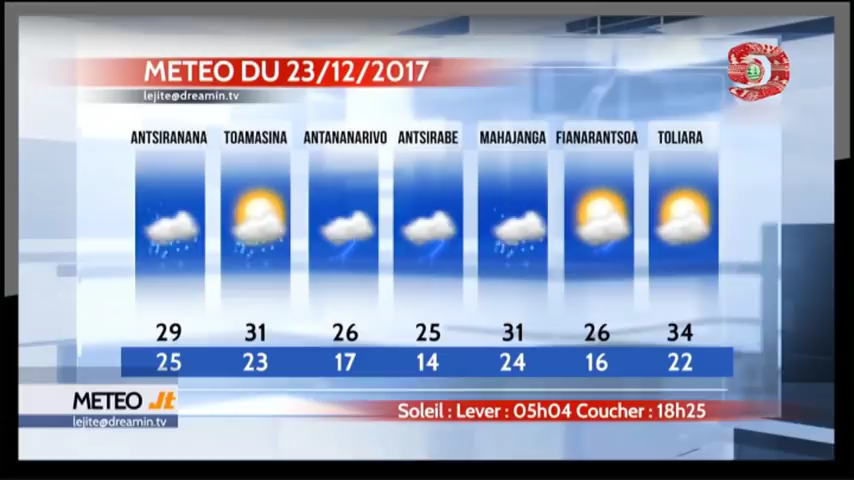 METEO DU 23/12/2017
lejite@dreamin.tv
ANTSIRANANA TOAMASINA ANTANANARIVO ANTSIRABE MAHAJANGA FIANARANTSOA TOLIARA
29 31 26 25 31 26 34
25 23 17 14 24 16 22
METEO Jt
lejite@dreamin.tv
Soleil : Lever : 05h04 Coucher : 18h25